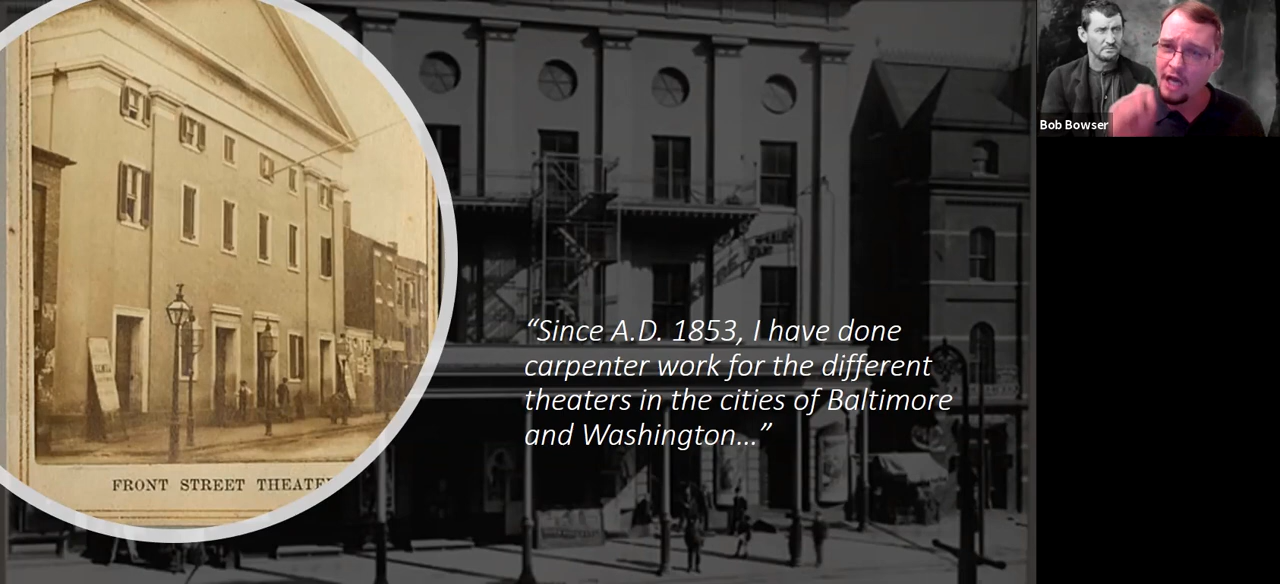 “Since A.D. 1853, I have done
carpenter work for the different
theaters in the cities of Baltimore
and Washington…”
FRONT STREET THEATE
Bob Bowser